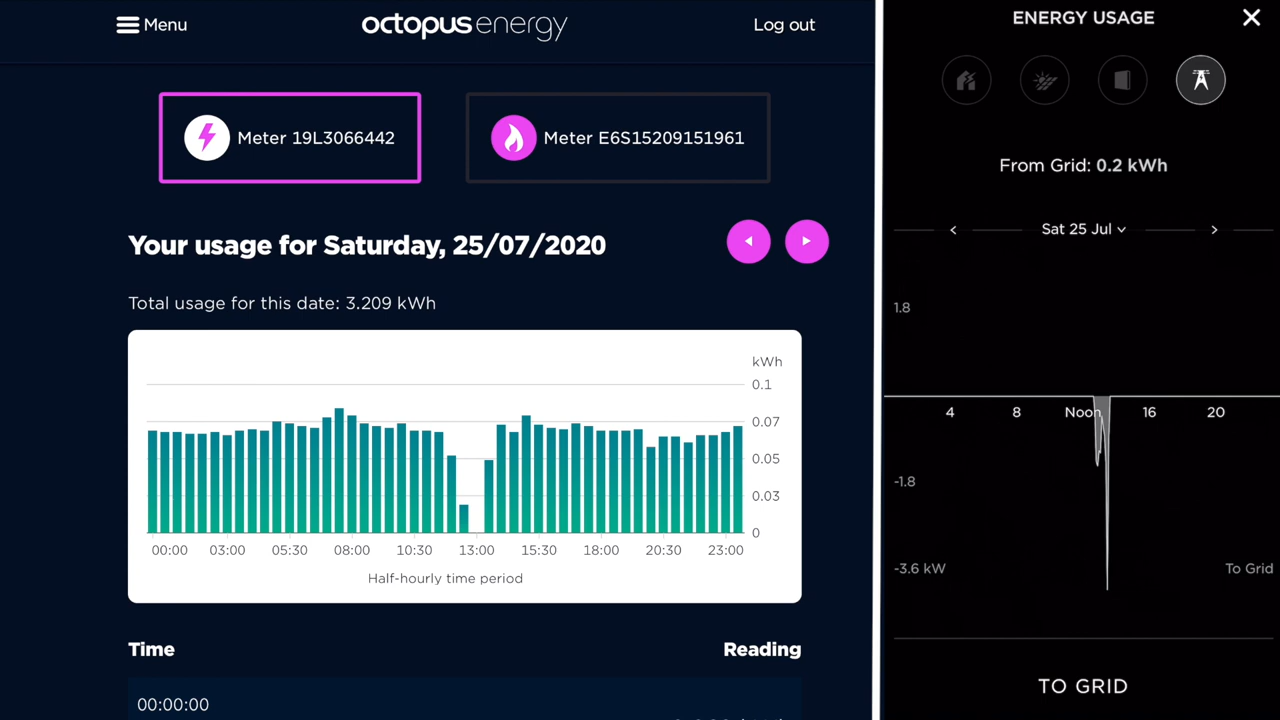 Menu
octopus energy
Log out
Meter 19L3066442
Meter E6S15209151961
Your usage for Saturday, 25/07/2020
Total usage for this date: 3.209 kWh
kWh
0.1
0.07
0.05
0.03
0
00:00 03:00 05:30 08:00 10:30 13:00 15:30 18:00 20:30 23:00
Half-hourly time period
Time Reading
00:00:00
ENERGY USAGE
From Grid: 0.2 kWh
Sat 25 Jul
1.8
4 8 Noon 16 20
-1.8
-3.6 kW To Grid
TO GRID